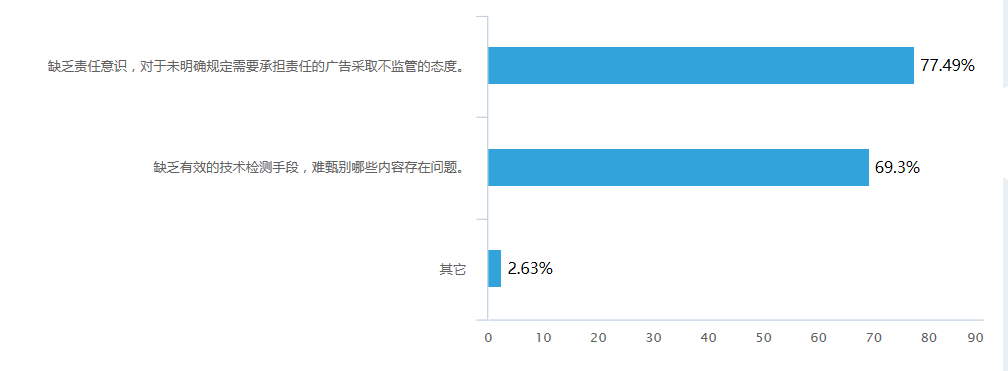 缺乏责任意识，对于未明确规定需要承担责任的广告采取不监管的态度。
77.49%
缺乏有效的技术检测手段，难甄别哪些内容存在问题。
69.3%
其它
2.63%
0 10 20 30 40 50 60 70 80 90